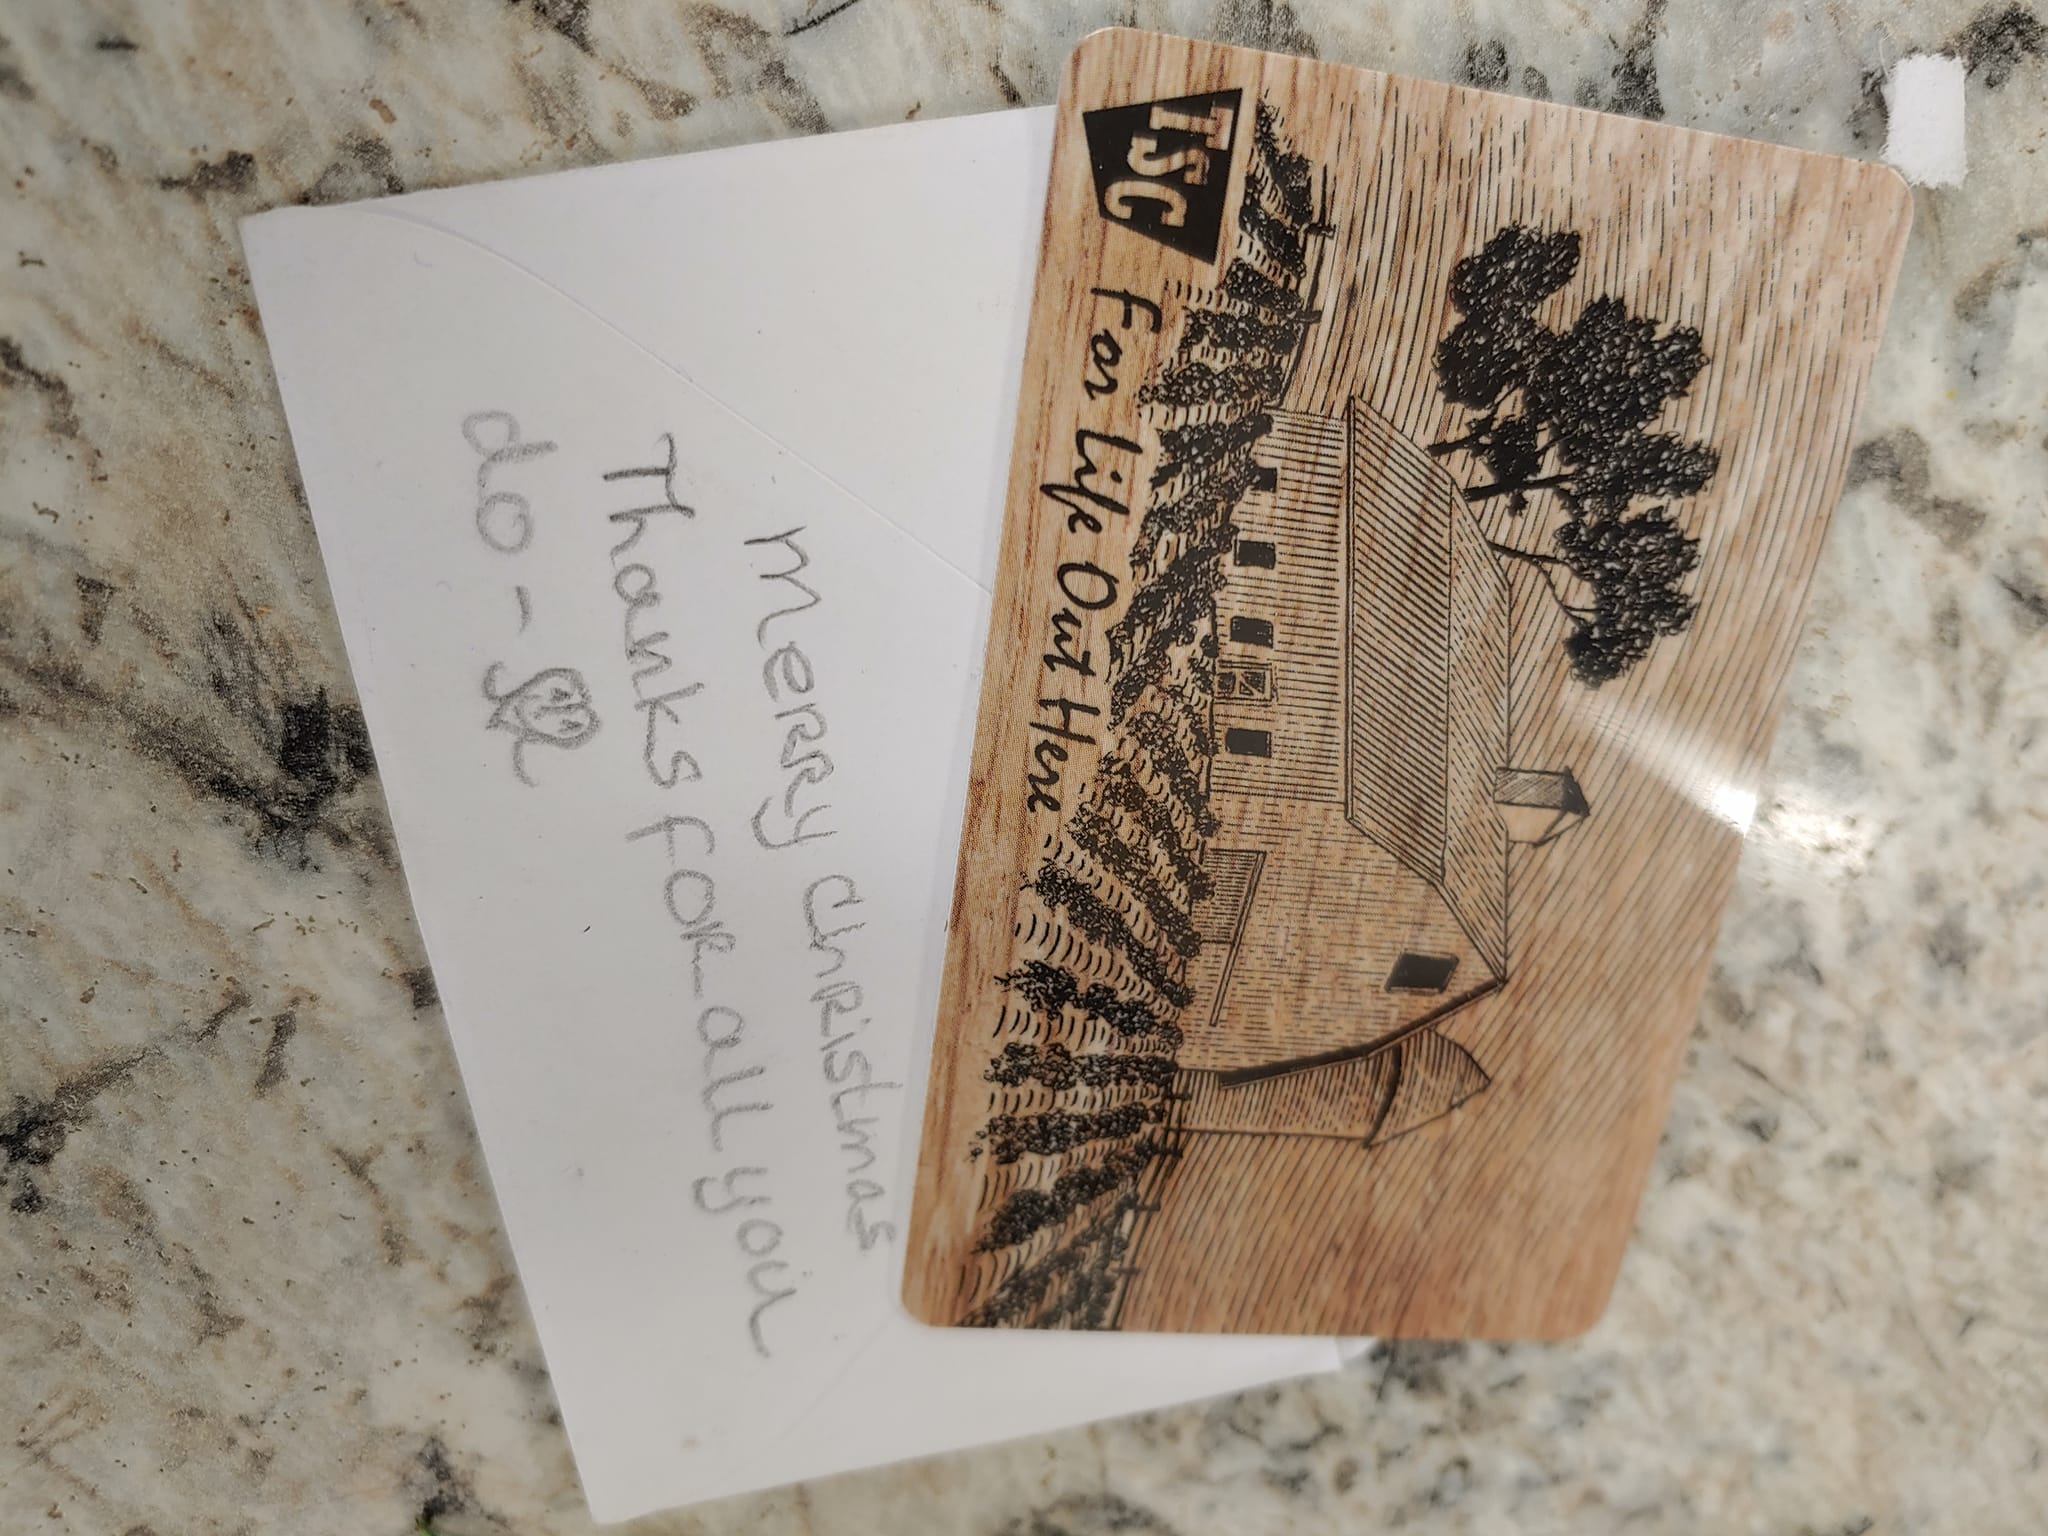 TSC
For Life Out Here
Merry Christmas
Thanks for all you
do -